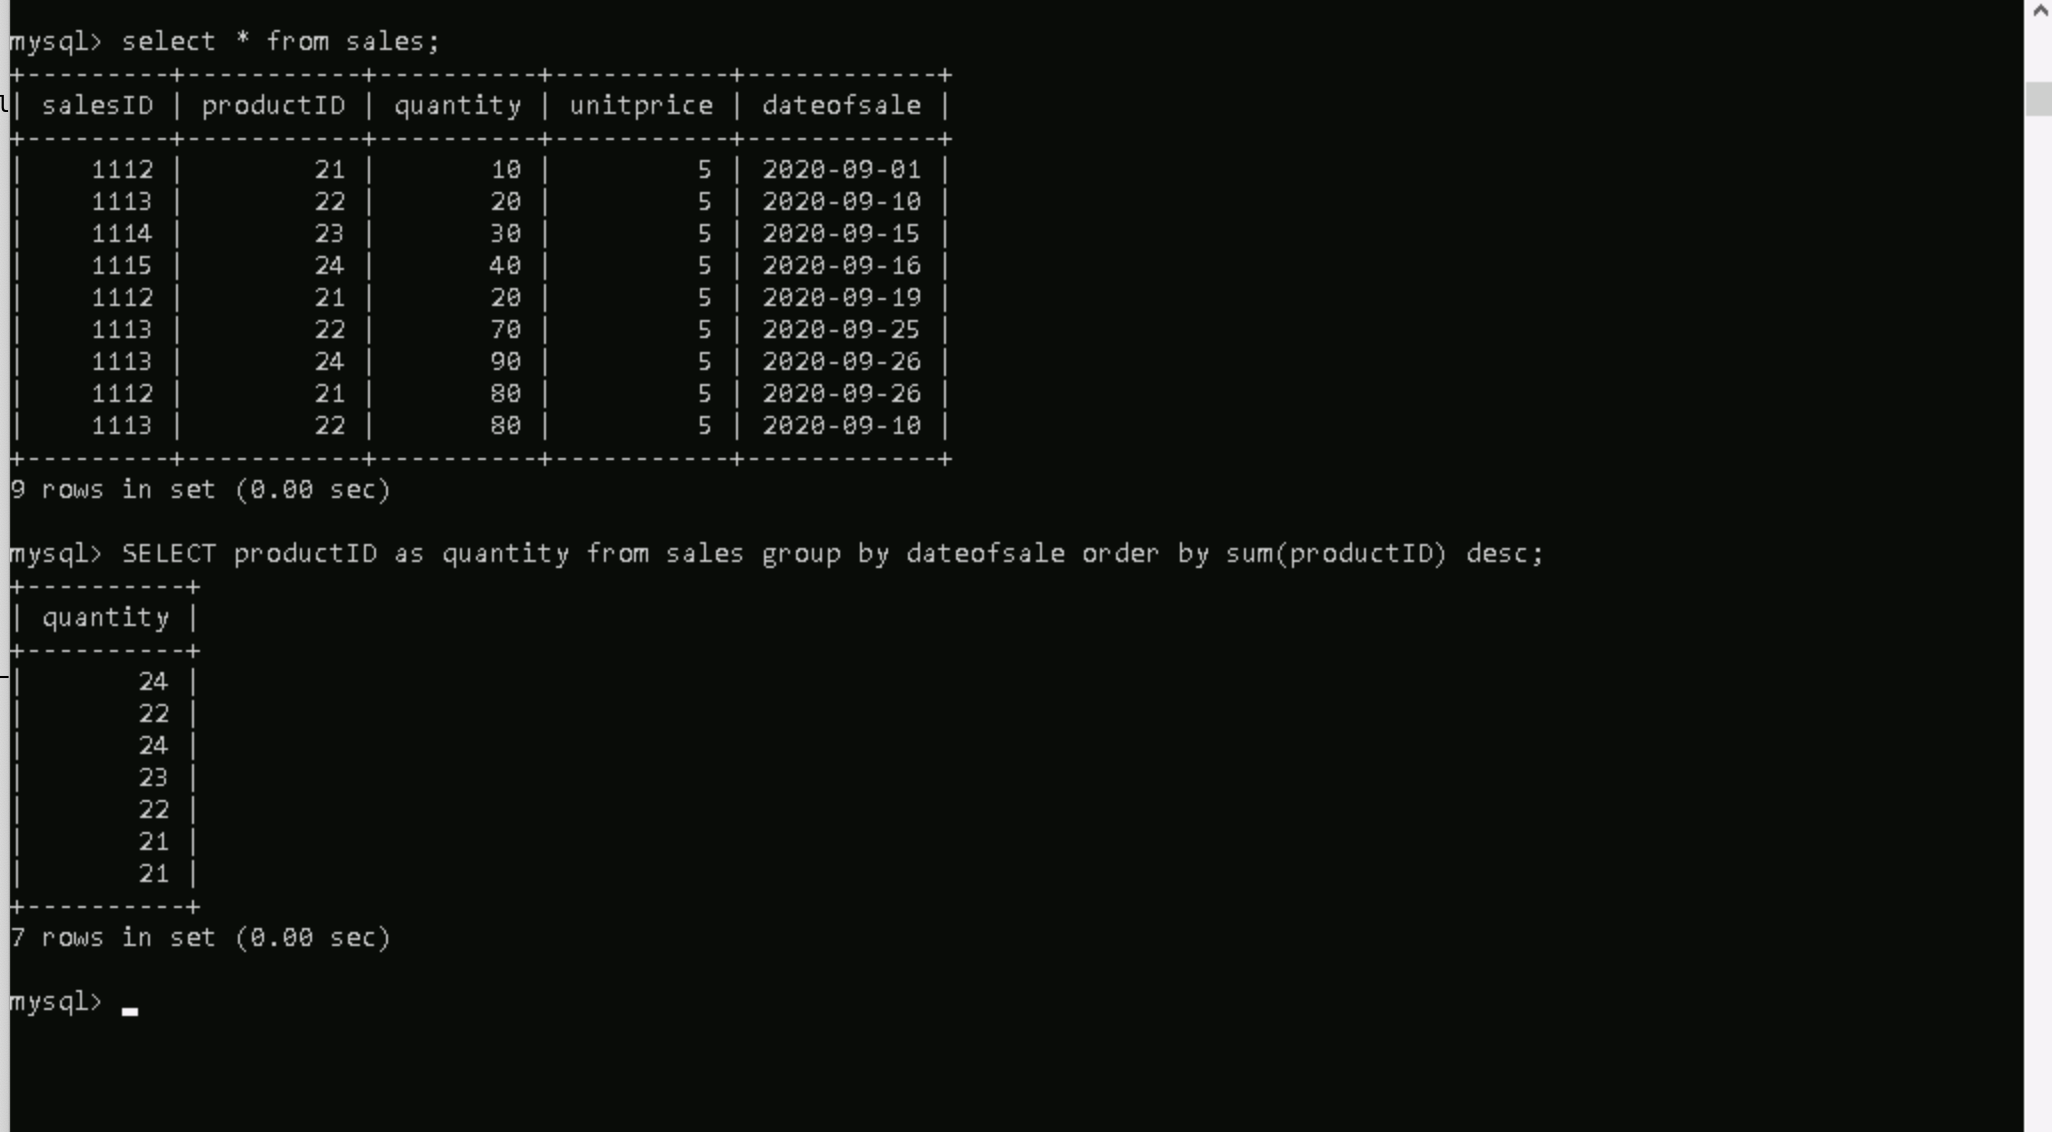 mysql> select * from sales;
+---------+-----------+----------+-----------+------------+
| salesID | productID | quantity | unitprice | dateofsale |
+---------+-----------+----------+-----------+------------+
|    1112 |        21 |       10 |         5 | 2020-09-01 |
|    1113 |        22 |       20 |         5 | 2020-09-10 |
|    1114 |        23 |       30 |         5 | 2020-09-15 |
|    1115 |        24 |       40 |         5 | 2020-09-16 |
|    1112 |        21 |       20 |         5 | 2020-09-19 |
|    1113 |        22 |       70 |         5 | 2020-09-25 |
|    1113 |        24 |       90 |         5 | 2020-09-26 |
|    1112 |        21 |       80 |         5 | 2020-09-26 |
|    1113 |        22 |       80 |         5 | 2020-09-10 |
+---------+-----------+----------+-----------+------------+
9 rows in set (0.00 sec)
mysql> SELECT productID as quantity from sales group by dateofsale order by sum(productID) desc;
+----------+
| quantity |
+----------+
|       24 |
|       22 |
|       24 |
|       23 |
|       22 |
|       21 |
|       21 |
+----------+
7 rows in set (0.00 sec)
mysql>